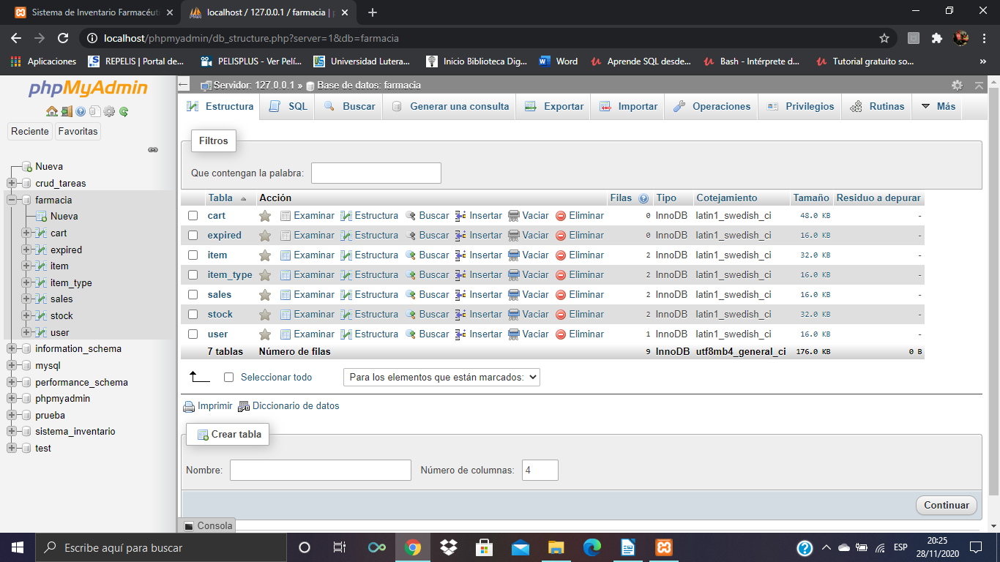 Sistema de Inventario Farmacéuti
localhost / 127.0.0.1 / farmacia | p
localhost/phpmyadmin/db_structure.php?server=1&db=farmacia
Aplicaciones
REPELIS | Portal de...
PELISPLUS - Ver Pelí...
Universidad Lutera...
Inicio Biblioteca Dig...
Word
Aprende SQL desde...
Bash - Intérprete d...
Tutorial gratuito so...
»
phpMyAdmin
Reciente Favoritas
Nueva
crud_tareas
farmacia
Nueva
cart
expired
item
item_type
sales
stock
user
information_schema
mysql
performance_schema
phpmyadmin
prueba
sistema_inventario
test
Servidor: 127.0.0.1 » Base de datos: farmacia
Estructura SQL Buscar Generar una consulta Exportar Importar Operaciones Privilegios Rutinas Más
Filtros
Que contengan la palabra:
Tabla Acción Filas Tipo Cotejamiento Tamaño Residuo a depurar
cart Examinar Estructura Buscar Insertar Vaciar Eliminar 0 InnoDB latin1_swedish_ci 48.0 KB -
expired Examinar Estructura Buscar Insertar Vaciar Eliminar 0 InnoDB latin1_swedish_ci 16.0 KB -
item Examinar Estructura Buscar Insertar Vaciar Eliminar 2 InnoDB latin1_swedish_ci 32.0 KB -
item_type Examinar Estructura Buscar Insertar Vaciar Eliminar 2 InnoDB latin1_swedish_ci 16.0 KB -
sales Examinar Estructura Buscar Insertar Vaciar Eliminar 2 InnoDB latin1_swedish_ci 16.0 KB -
stock Examinar Estructura Buscar Insertar Vaciar Eliminar 2 InnoDB latin1_swedish_ci 32.0 KB -
user Examinar Estructura Buscar Insertar Vaciar Eliminar 1 InnoDB latin1_swedish_ci 16.0 KB -
7 tablas Número de filas 9 InnoDB utf8mb4_general_ci 176.0 KB 0 B
Seleccionar todo Para los elementos que están marcados:
Imprimir Diccionario de datos
Crear tabla
Nombre: Número de columnas: 4
Continuar
Consola
Escribe aquí para buscar
ESP
20:25
28/11/2020